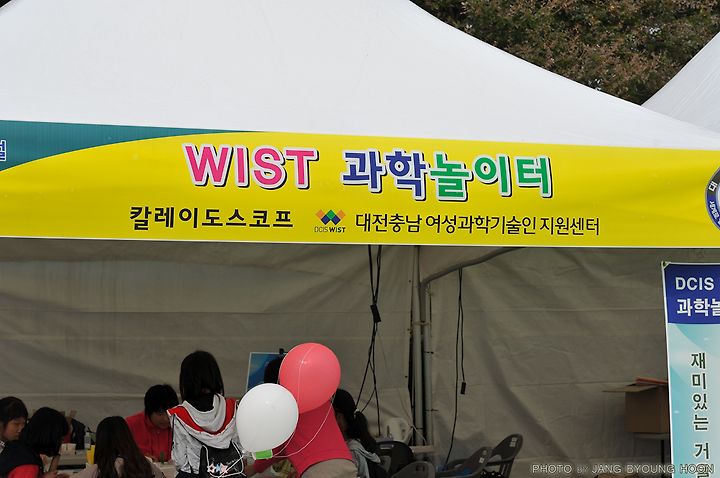 WIST 과학놀이터
칼레이도스코프 DCIS WIST 대전충남 여성과학기술인 지원센터
DCIS
과학놀
재미있는 거울
PHOTO BY JANG BYOUNG HOON